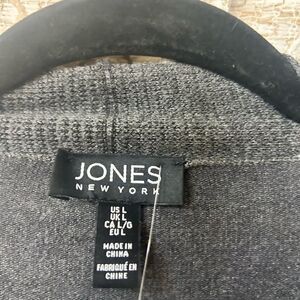 JONES
NEW YORK
US L
UK L
CA L/G
EU L
MADE IN
CHINA
FABRIQUÉ EN
CHINE